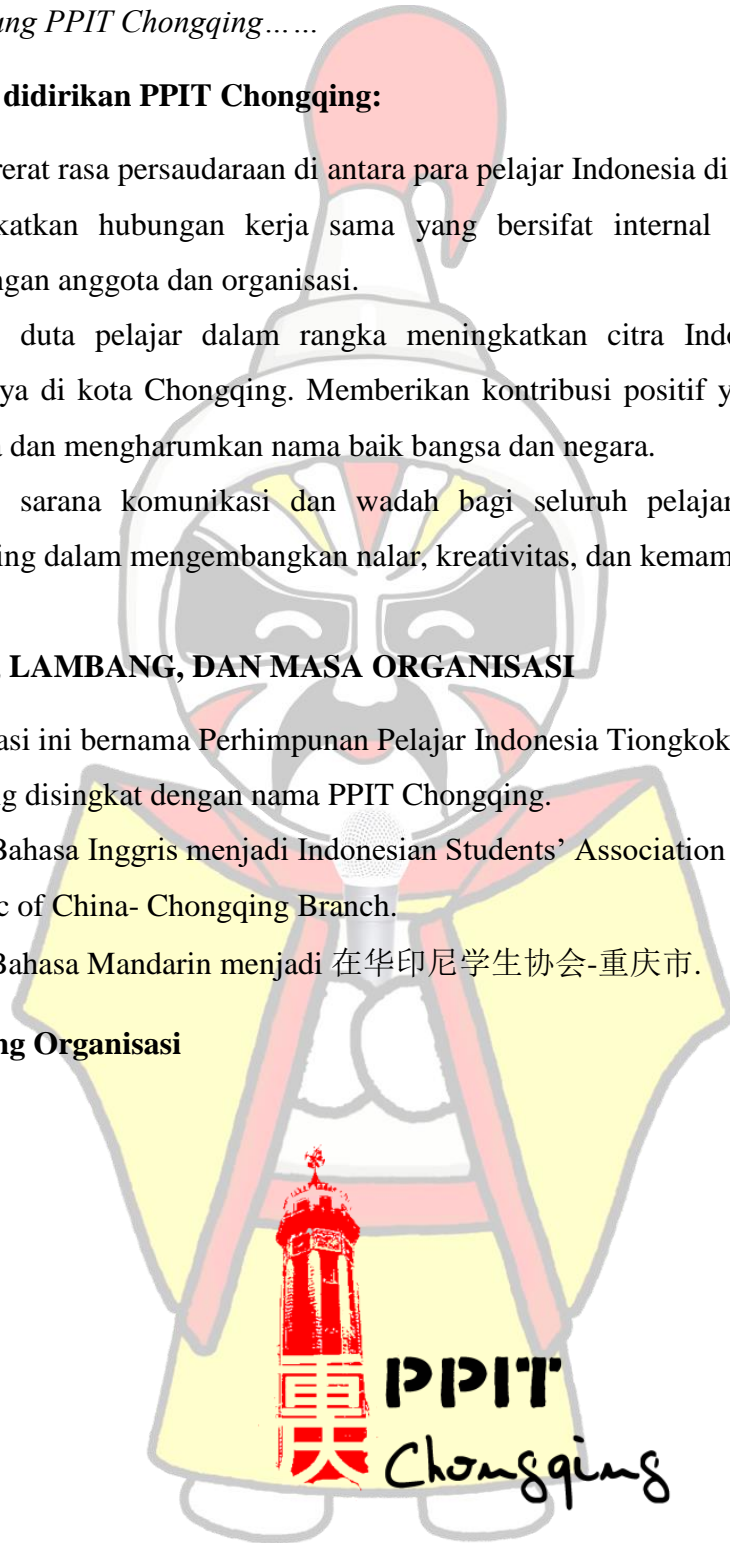 ang PPIT Chongqing……
didirikan PPIT Chongqing:
rerat rasa persaudaraan di antara para pelajar Indonesia di
katkan hubungan kerja sama yang bersifat internal
ngan anggota dan organisasi.
duta pelajar dalam rangka meningkatkan citra Indo
ya di kota Chongqing. Memberikan kontribusi positif y
a dan mengharumkan nama baik bangsa dan negara.
sarana komunikasi dan wadah bagi seluruh pelajar
ing dalam mengembangkan nalar, kreativitas, dan kemam
LAMBANG, DAN MASA ORGANISASI
asi ini bernama Perhimpunan Pelajar Indonesia Tiongkok
g disingkat dengan nama PPIT Chongqing.
Bahasa Inggris menjadi Indonesian Students’ Association
c of China- Chongqing Branch.
Bahasa Mandarin menjadi 在华印尼学生协会-重庆市.
ng Organisasi
重庆
PPIT
Chongqing